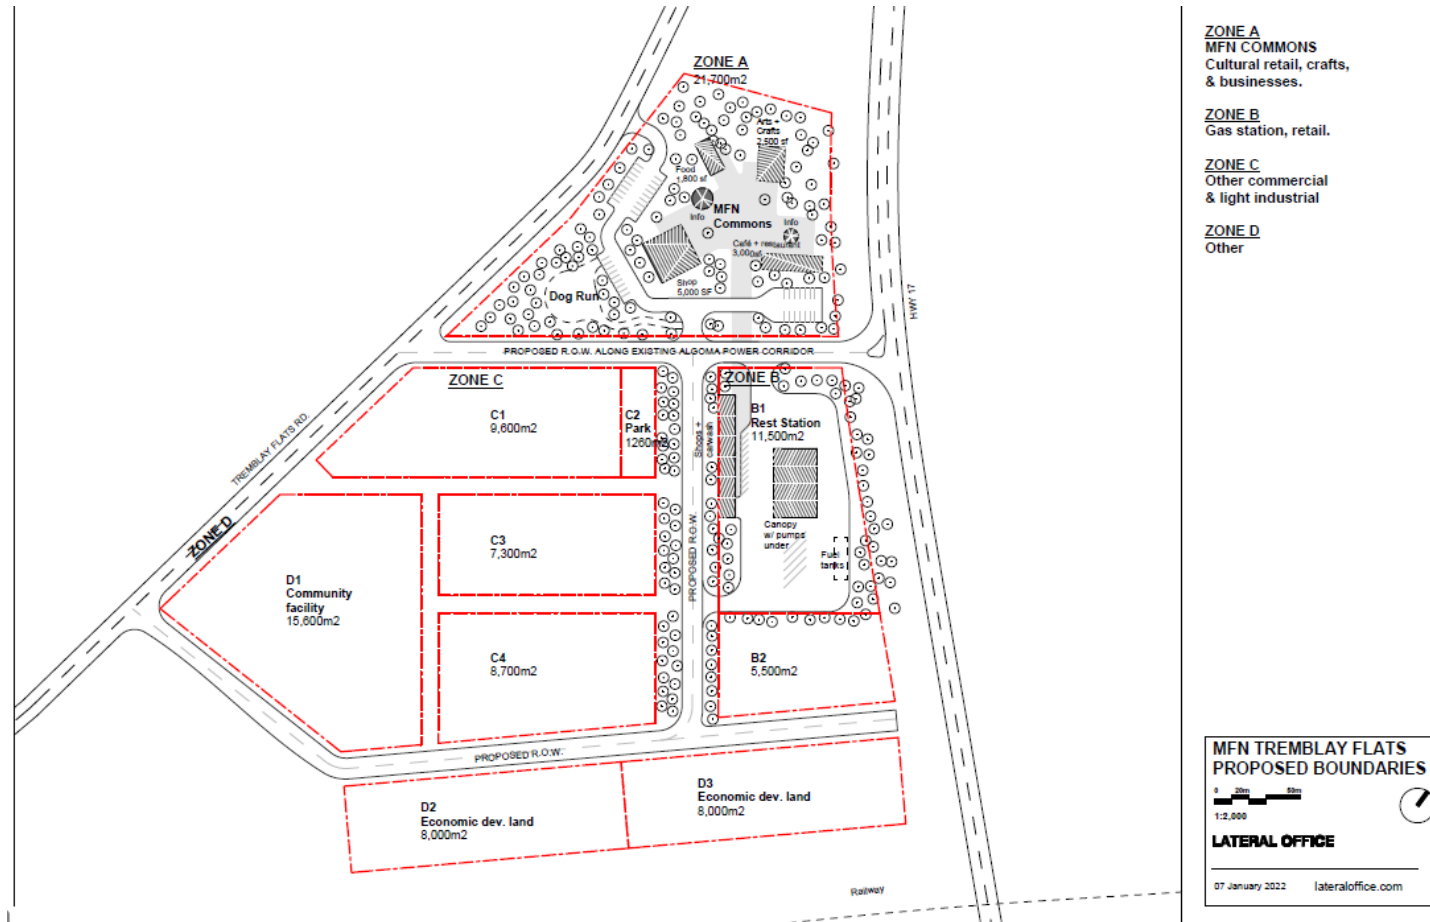 ZONE A
21,700m2
Arts +
Crafts
2,500 sf
Food
1,800 sf
Info
MFN
Commons
Info
Café + restaurant
3,000sf
Shop
5,000 SF
Dog Run
HWY 17
PROPOSED R.O.W. ALONG EXISTING ALGOMA POWER CORRIDOR
ZONE C
C1
9,600m2
C2
Park
1260m2
ZONE B
B1
Rest Station
11,500m2
Shops +
carwash
TREMBLAY FLATS RD.
ZONE D
C3
7,300m2
Canopy
w/ pumps
under
Fuel
tanks
PROPOSED R.O.W.
D1
Community
facility
15,600m2
C4
8,700m2
B2
5,500m2
PROPOSED R.O.W.
D2
Economic dev. land
8,000m2
D3
Economic dev. land
8,000m2
Railway
ZONE A
MFN COMMONS
Cultural retail, crafts,
& businesses.
ZONE B
Gas station, retail.
ZONE C
Other commercial
& light industrial
ZONE D
Other
MFN TREMBLAY FLATS
PROPOSED BOUNDARIES
0 20m 50m
1:2,000
LATERAL OFFICE
07 January 2022 lateraloffice.com